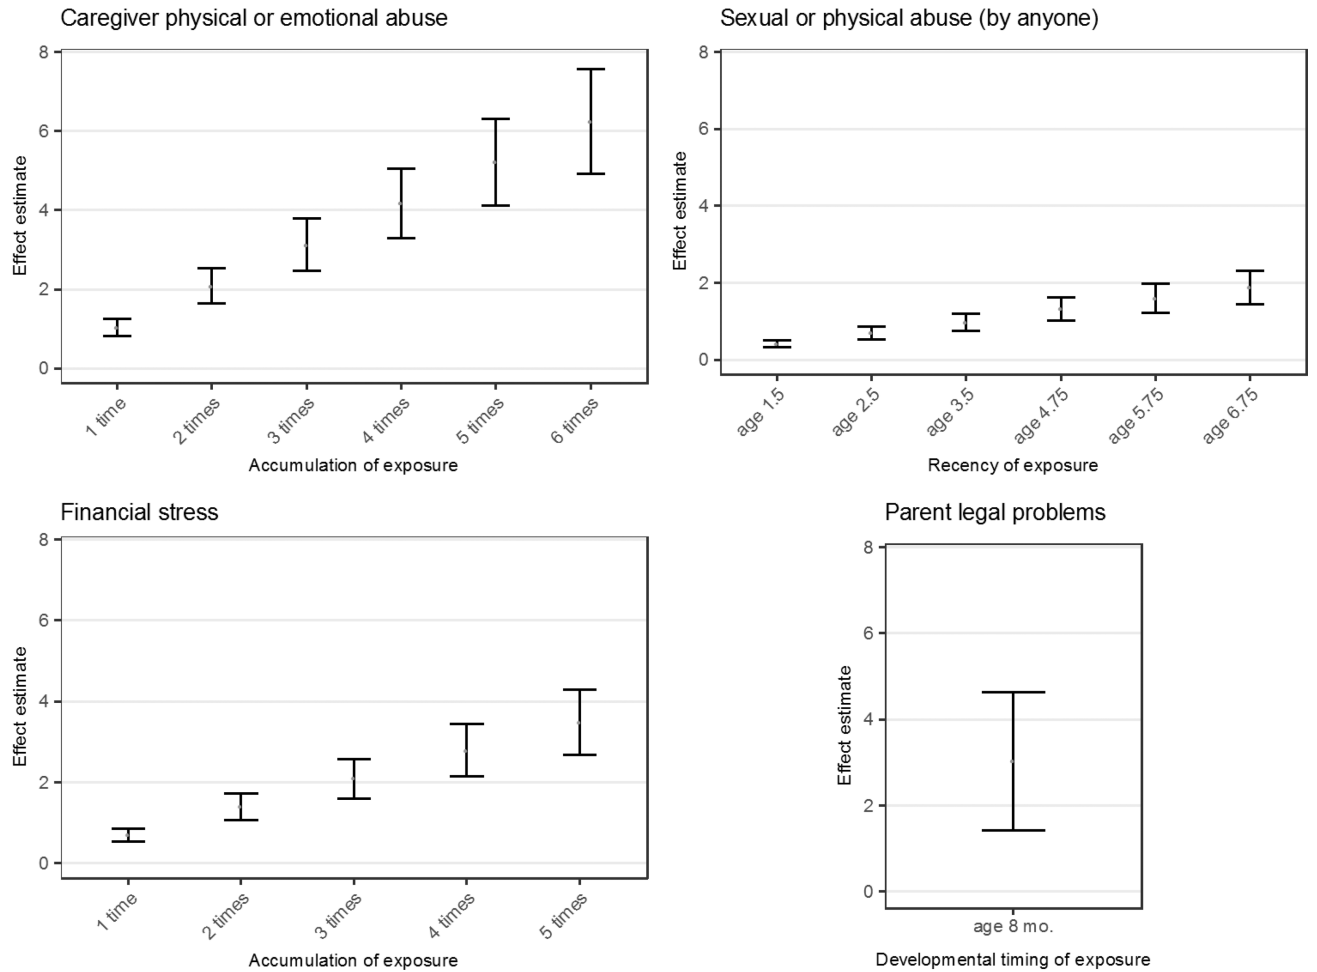 Caregiver physical or emotional abuse
Effect estimate
8
6
4
2
0
1 time
2 times
3 times
4 times
5 times
6 times
Accumulation of exposure
Sexual or physical abuse (by anyone)
Effect estimate
8
6
4
2
0
age 1.5
age 2.5
age 3.5
age 4.75
age 5.75
age 6.75
Recency of exposure
Financial stress
Effect estimate
8
6
4
2
0
1 time
2 times
3 times
4 times
5 times
Accumulation of exposure
Parent legal problems
Effect estimate
8
6
4
2
0
age 8 mo.
Developmental timing of exposure